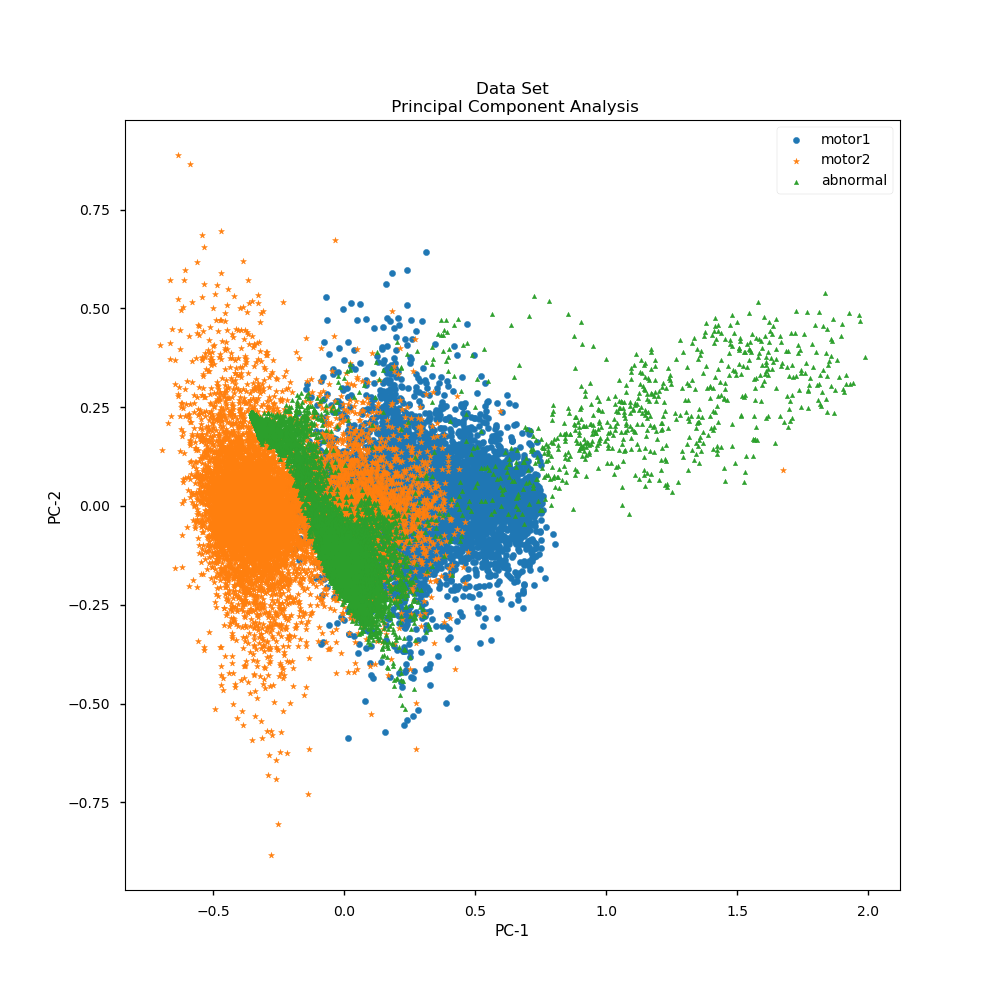 Data Set
Principal Component Analysis
motor1
motor2
abnormal
PC-2
0.75
0.50
0.25
0.00
−0.25
−0.50
−0.75
−0.5 0.0 0.5 1.0 1.5 2.0
PC-1